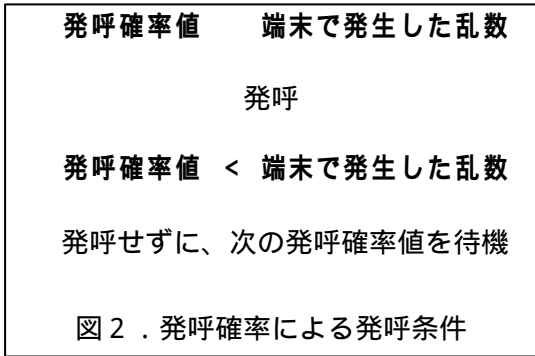 発呼確率値　　端末で発生した乱数
発呼
発呼確率値 < 端末で発生した乱数
発呼せずに、次の発呼確率値を待機
図２．発呼確率による発呼条件